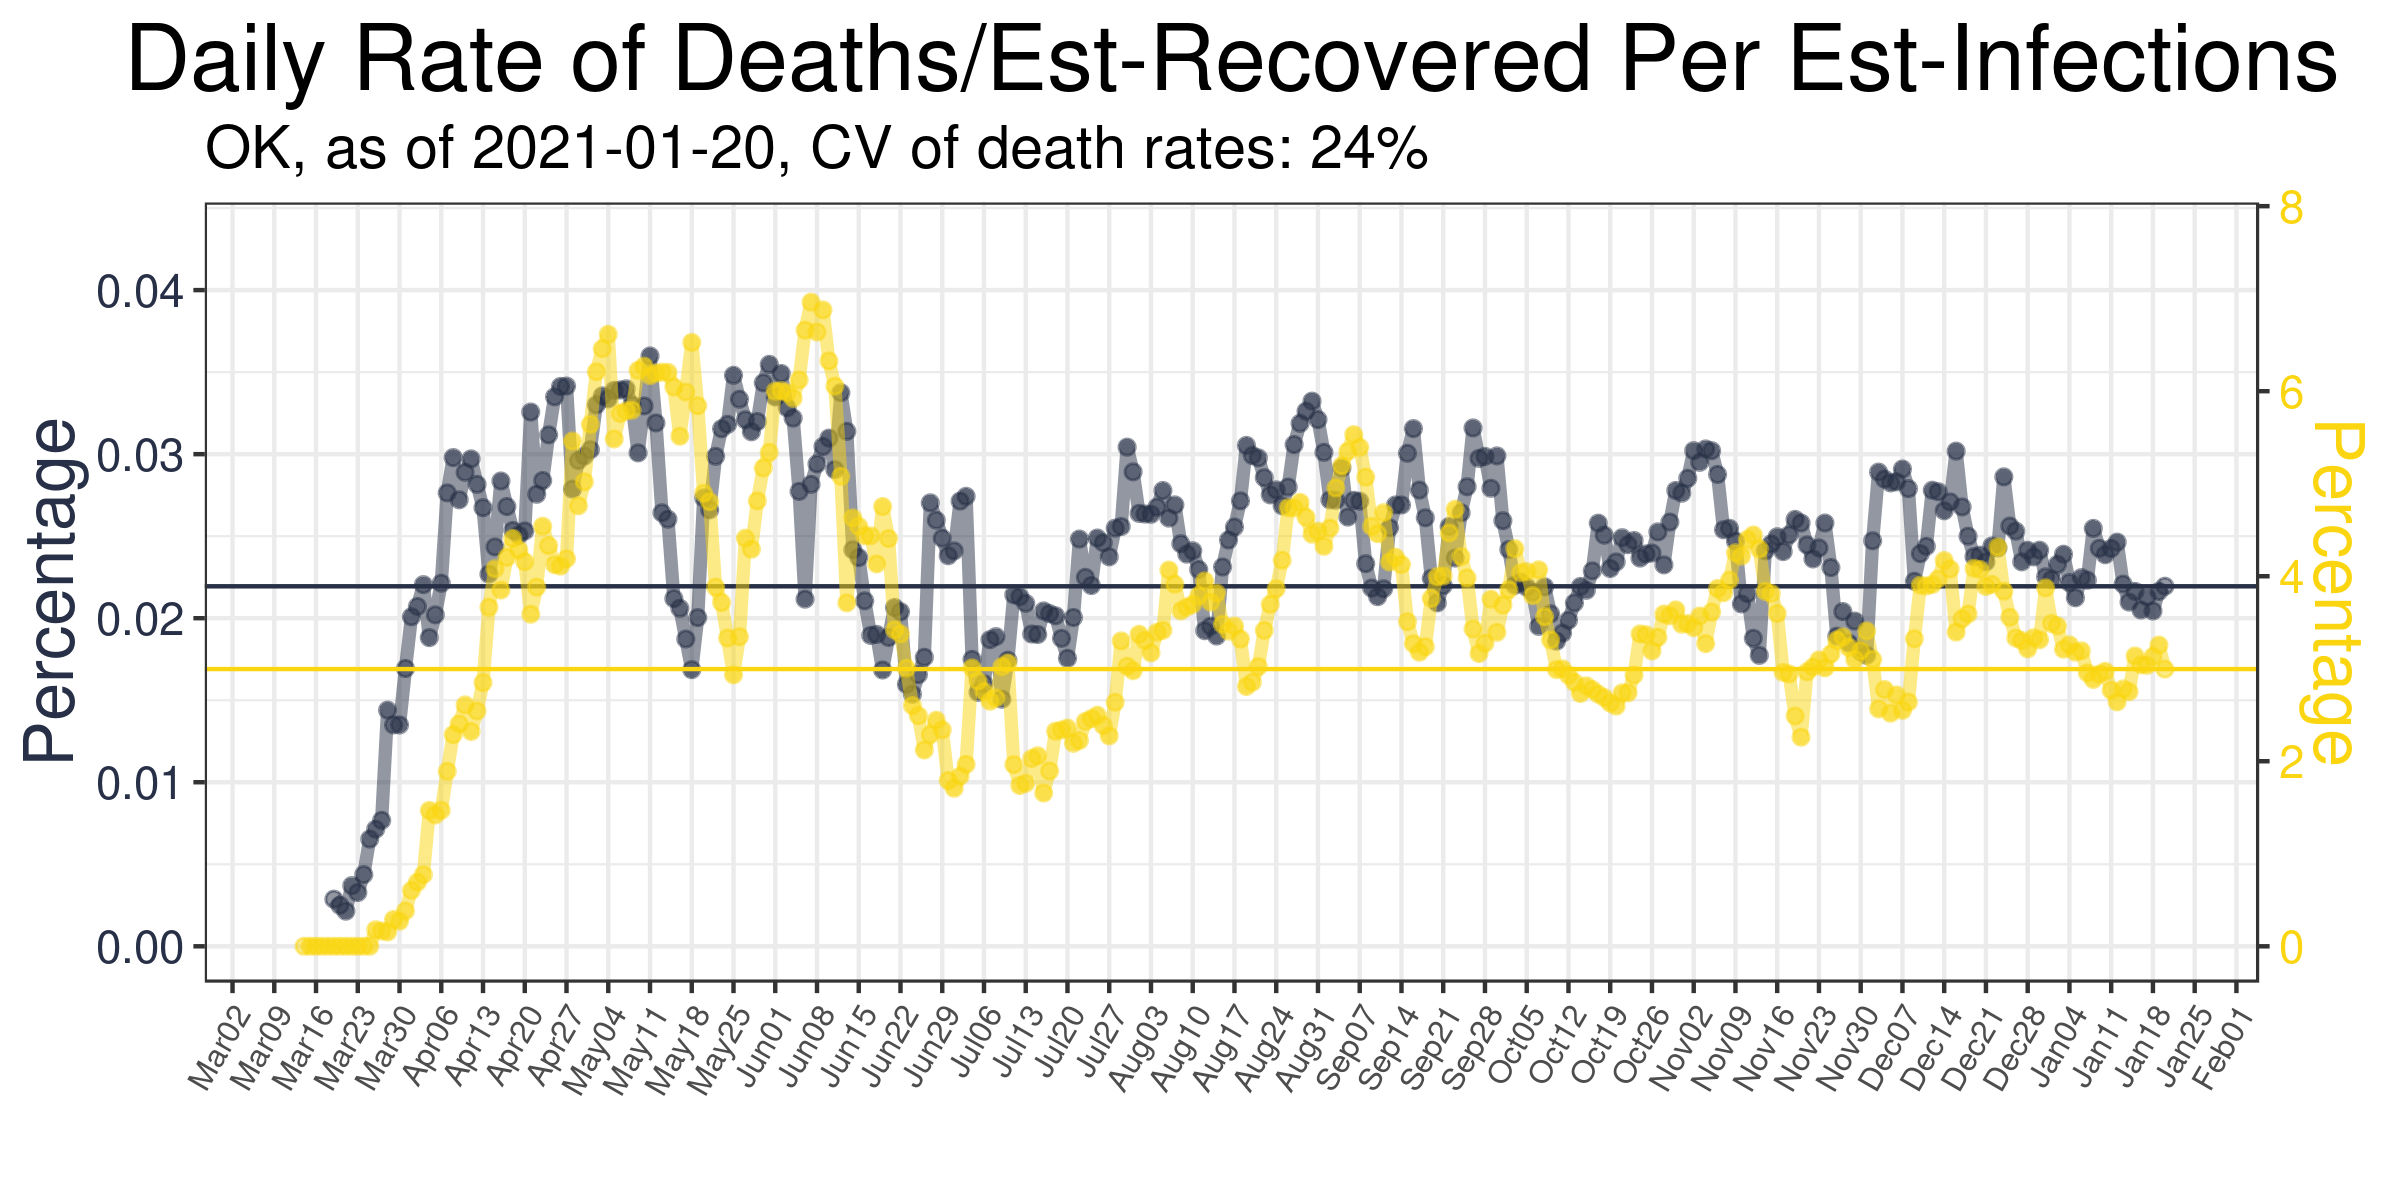 Daily Rate of Deaths/Est-Recovered Per Est-Infections
OK, as of 2021-01-20, CV of death rates: 24%
Percentage
0.04
0.03
0.02
0.01
0.00
8
6
4
2
0
Percentage
Mar02
Mar09
Mar16
Mar23
Mar30
Apr06
Apr13
Apr20
Apr27
May04
May11
May18
May25
Jun01
Jun08
Jun15
Jun22
Jun29
Jul06
Jul13
Jul20
Jul27
Aug03
Aug10
Aug17
Aug24
Aug31
Sep07
Sep14
Sep21
Sep28
Oct05
Oct12
Oct19
Oct26
Nov02
Nov09
Nov16
Nov23
Nov30
Dec07
Dec14
Dec21
Dec28
Jan04
Jan11
Jan18
Jan25
Feb01